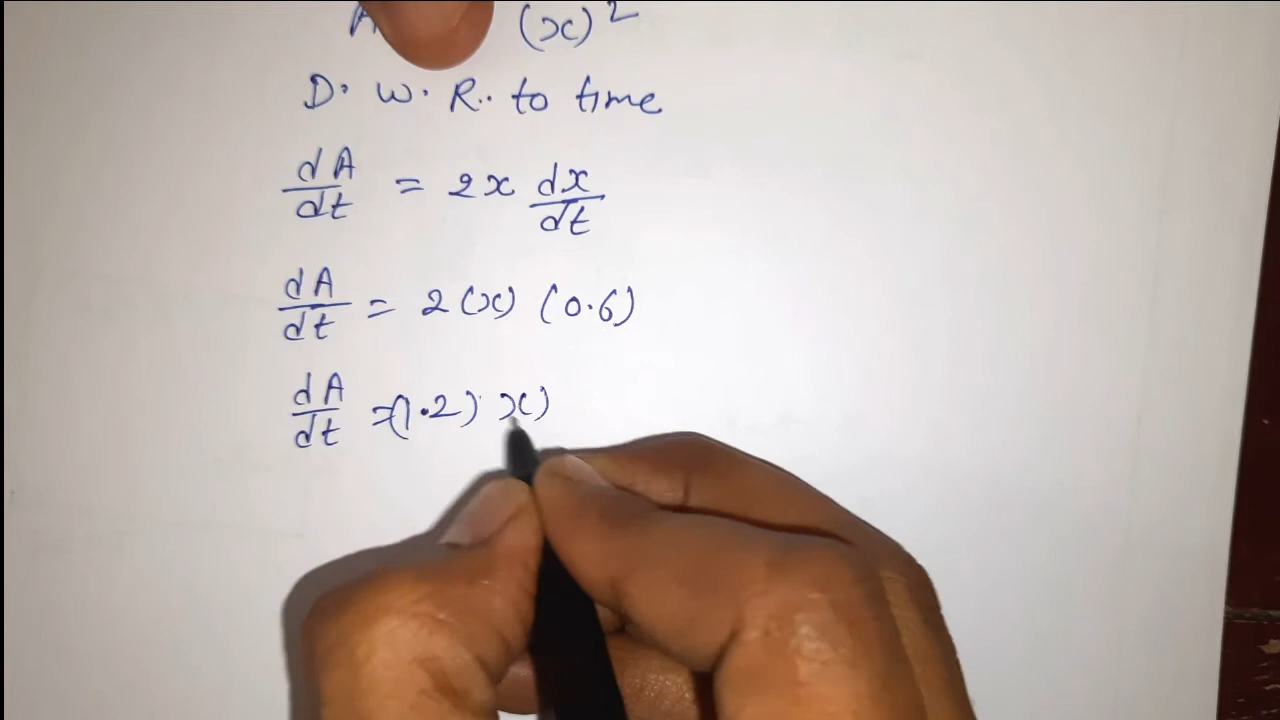 A (x)²
D. W. R. to time
dA/dt = 2x dx/dt
dA/dt = 2(x) (0.6)
dA/dt = (1.2) x)